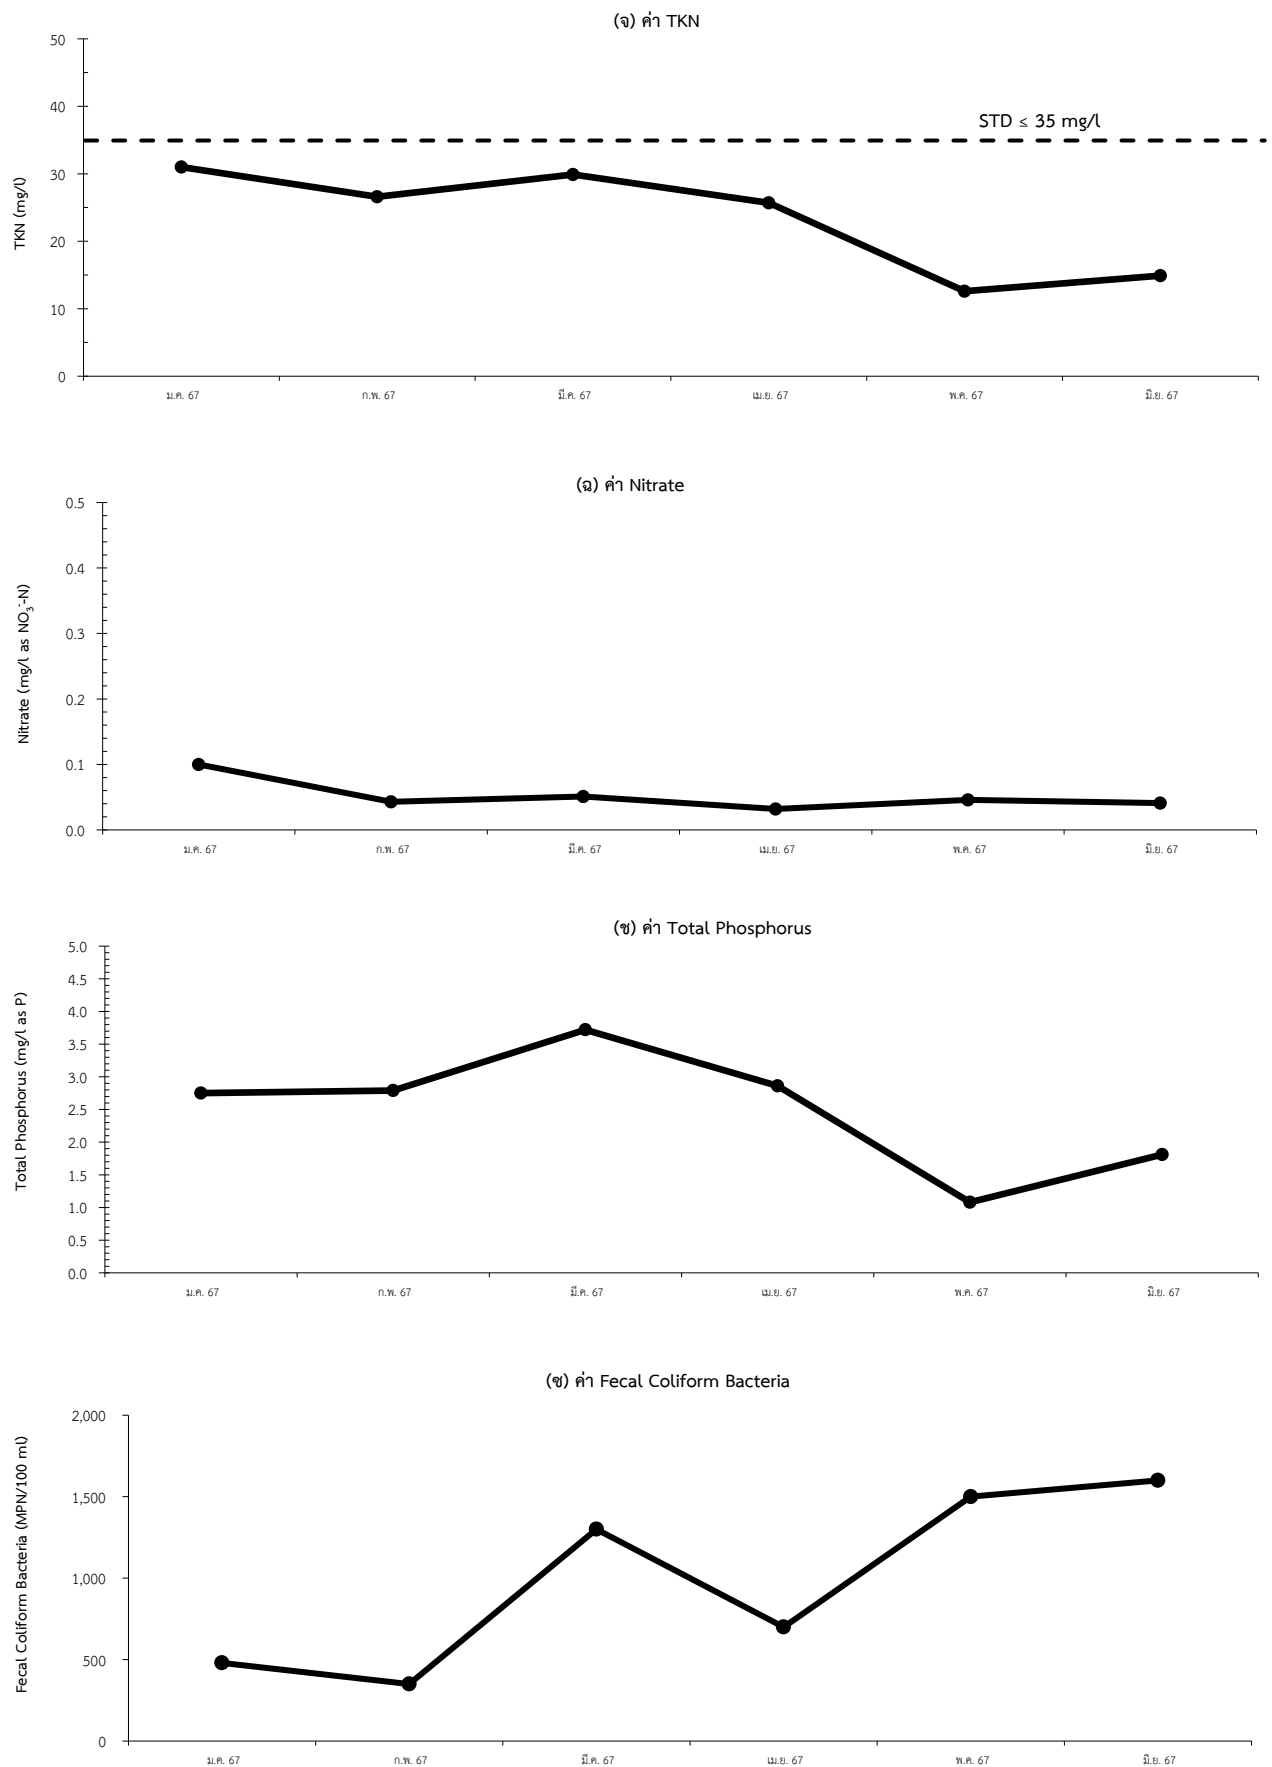 (จ) ค่า TKN
50
40
STD ≤ 35 mg/l
30
TKN (mg/l)
20
10
0
ม.ค. 67 ก.พ. 67 มี.ค. 67 เม.ย. 67 พ.ค. 67 มิ.ย. 67
(ฉ) ค่า Nitrate
0.5
0.4
0.3
Nitrate (mg/l as NO₃⁻-N)
0.2
0.1
0.0
ม.ค. 67 ก.พ. 67 มี.ค. 67 เม.ย. 67 พ.ค. 67 มิ.ย. 67
(ช) ค่า Total Phosphorus
5.0
4.5
4.0
3.5
3.0
Total Phosphorus (mg/l as P)
2.5
2.0
1.5
1.0
0.5
0.0
ม.ค. 67 ก.พ. 67 มี.ค. 67 เม.ย. 67 พ.ค. 67 มิ.ย. 67
(ซ) ค่า Fecal Coliform Bacteria
2,000
1,500
Fecal Coliform Bacteria (MPN/100 ml)
1,000
500
0
ม.ค. 67 ก.พ. 67 มี.ค. 67 เม.ย. 67 พ.ค. 67 มิ.ย. 67